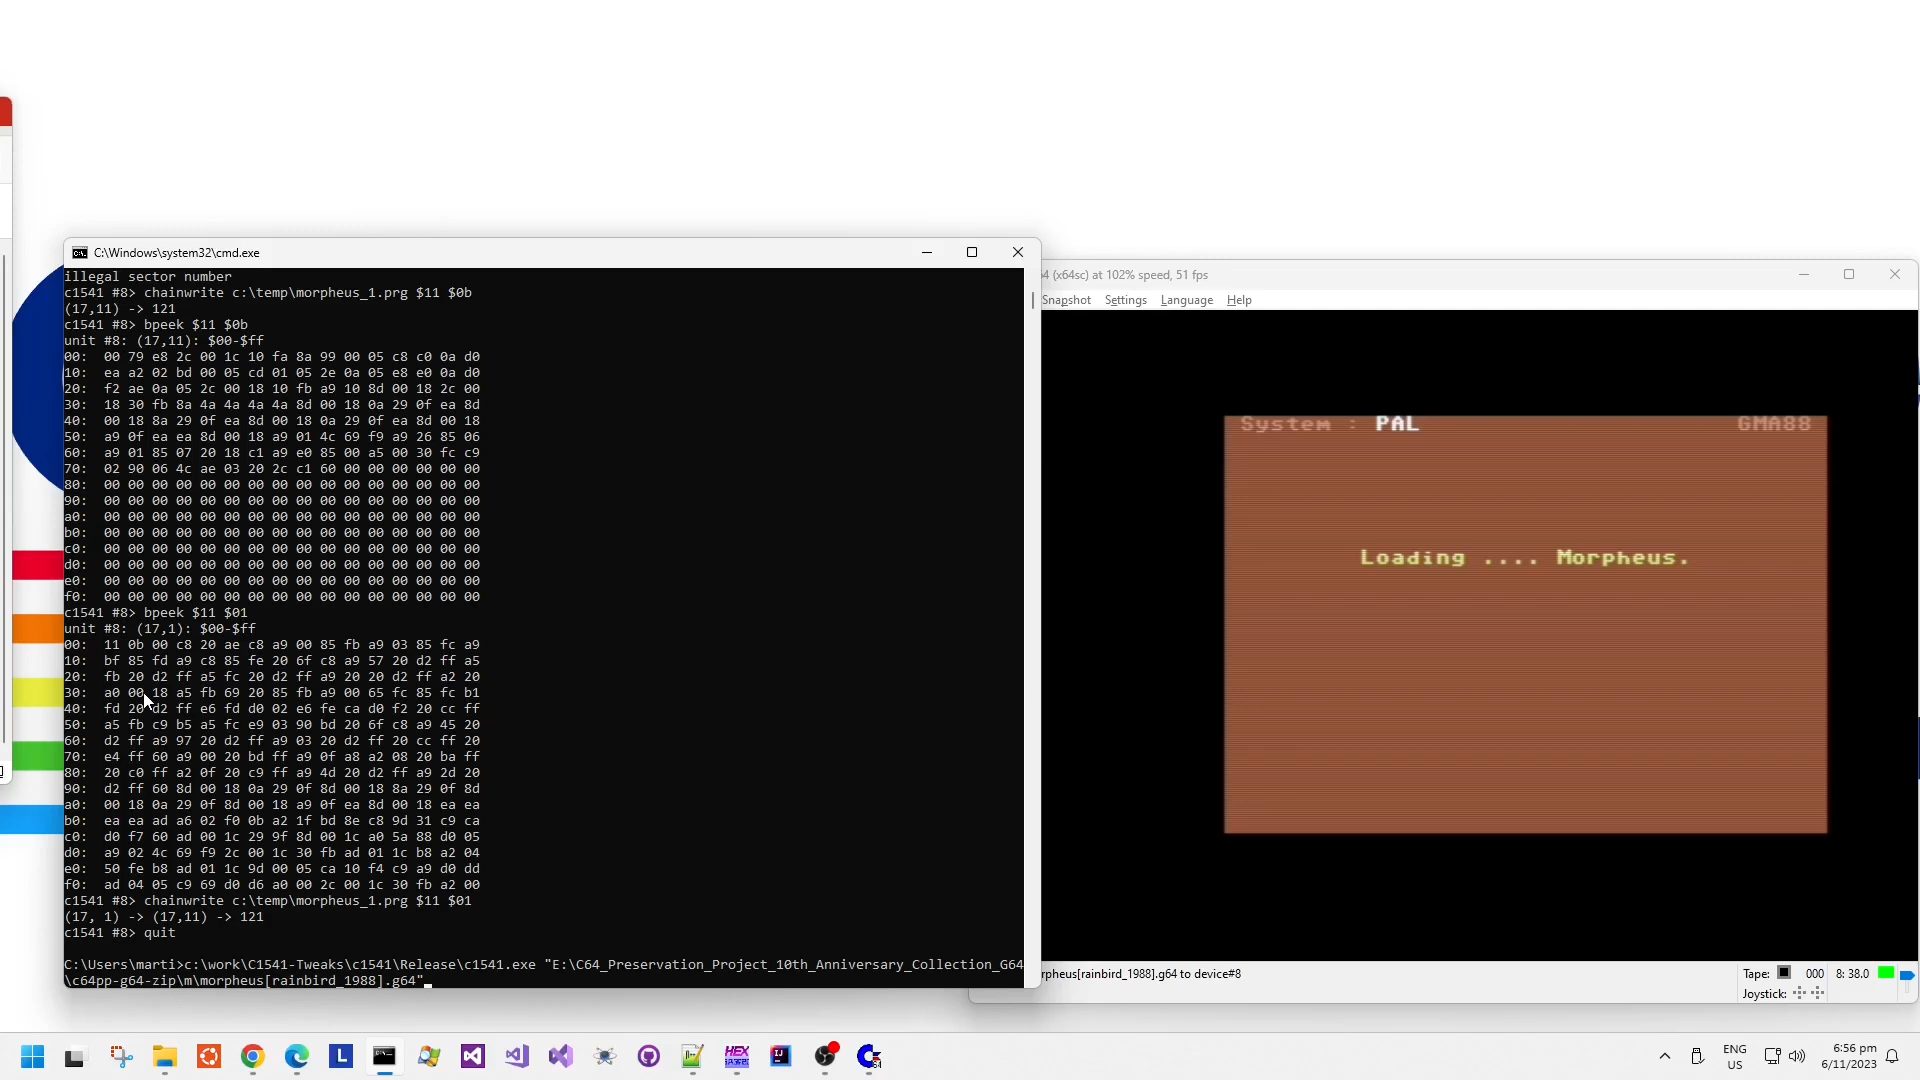 C:\Windows\system32\cmd.exe
illegal sector number
c1541 #8> chainwrite c:\temp\morpheus_1.prg $11 $0b
(17,11) -> 121
c1541 #8> bpeek $11 $0b
unit #8: (17,11): $00-$ff
00:  00 79 e8 2c 00 1c 10 fa 8a 99 00 05 c8 c0 0a d0
10:  ea a2 02 bd 00 05 cd 01 05 2e 0a 05 e8 e0 0a d0
20:  f2 ae 0a 05 2c 00 18 10 fb a9 10 8d 00 18 2c 00
30:  18 30 fb 8a 4a 4a 4a 4a 8d 00 18 0a 29 0f ea 8d
40:  00 18 8a 29 0f ea 8d 00 18 0a 29 0f ea 8d 00 18
50:  a9 0f ea ea 8d 00 18 a9 01 4c 69 f9 a9 26 85 06
60:  a9 01 85 07 20 18 c1 a9 e0 85 00 a5 00 30 fc c9
70:  02 90 06 4c ae 03 20 2c c1 60 00 00 00 00 00 00
80:  00 00 00 00 00 00 00 00 00 00 00 00 00 00 00 00
90:  00 00 00 00 00 00 00 00 00 00 00 00 00 00 00 00
a0:  00 00 00 00 00 00 00 00 00 00 00 00 00 00 00 00
b0:  00 00 00 00 00 00 00 00 00 00 00 00 00 00 00 00
c0:  00 00 00 00 00 00 00 00 00 00 00 00 00 00 00 00
d0:  00 00 00 00 00 00 00 00 00 00 00 00 00 00 00 00
e0:  00 00 00 00 00 00 00 00 00 00 00 00 00 00 00 00
f0:  00 00 00 00 00 00 00 00 00 00 00 00 00 00 00 00
c1541 #8> bpeek $11 $01
unit #8: (17,1): $00-$ff
00:  11 0b 00 c8 20 ae c8 a9 00 85 fb a9 03 85 fc a9
10:  bf 85 fd a9 c8 85 fe 20 6f c8 a9 57 20 d2 ff a5
20:  fb 20 d2 ff a5 fc 20 d2 ff a9 20 20 d2 ff a2 20
30:  a0 00 18 a5 fb 69 20 85 fb a9 00 65 fc 85 fc b1
40:  fd 20 d2 ff e6 fd d0 02 e6 fe ca d0 f2 20 cc ff
50:  a5 fb c9 b5 a5 fc e9 03 90 bd 20 6f c8 a9 45 20
60:  d2 ff a9 97 20 d2 ff a9 03 20 d2 ff 20 cc ff 20
70:  e4 ff 60 a9 00 20 bd ff a9 0f a8 a2 08 20 ba ff
80:  20 c0 ff a2 0f 20 c9 ff a9 4d 20 d2 ff a9 2d 20
90:  d2 ff 60 8d 00 18 0a 29 0f 8d 00 18 8a 29 0f 8d
a0:  00 18 0a 29 0f 8d 00 18 a9 0f ea 8d 00 18 ea ea
b0:  ea ea ad a6 02 f0 0b a2 1f bd 8e c8 9d 31 c9 ca
c0:  d0 f7 60 ad 00 1c 29 9f 8d 00 1c a0 5a 88 d0 05
d0:  a9 02 4c 69 f9 2c 00 1c 30 fb ad 01 1c b8 a2 04
e0:  50 fe b8 ad 01 1c 9d 00 05 ca 10 f4 c9 a9 d0 dd
f0:  ad 04 05 c9 69 d0 d6 a0 00 2c 00 1c 30 fb a2 00
c1541 #8> chainwrite c:\temp\morpheus_1.prg $11 $01
(17, 1) -> (17,11) -> 121
c1541 #8> quit
C:\Users\marti>c:\work\C1541-Tweaks\c1541\Release\c1541.exe "E:\C64_Preservation_Project_10th_Anniversary_Collection_G64
\c64pp-g64-zip\m\morpheus[rainbird_1988].g64"
4 (x64sc) at 102% speed, 51 fps
Snapshot Settings Language Help
System : PAL GMA88
Loading .... Morpheus.
rpheus[rainbird_1988].g64 to device#8
Tape: 000 8: 38.0
Joystick:
L
HEX
IJ
64
ENG
US
6:56 pm
6/11/2023